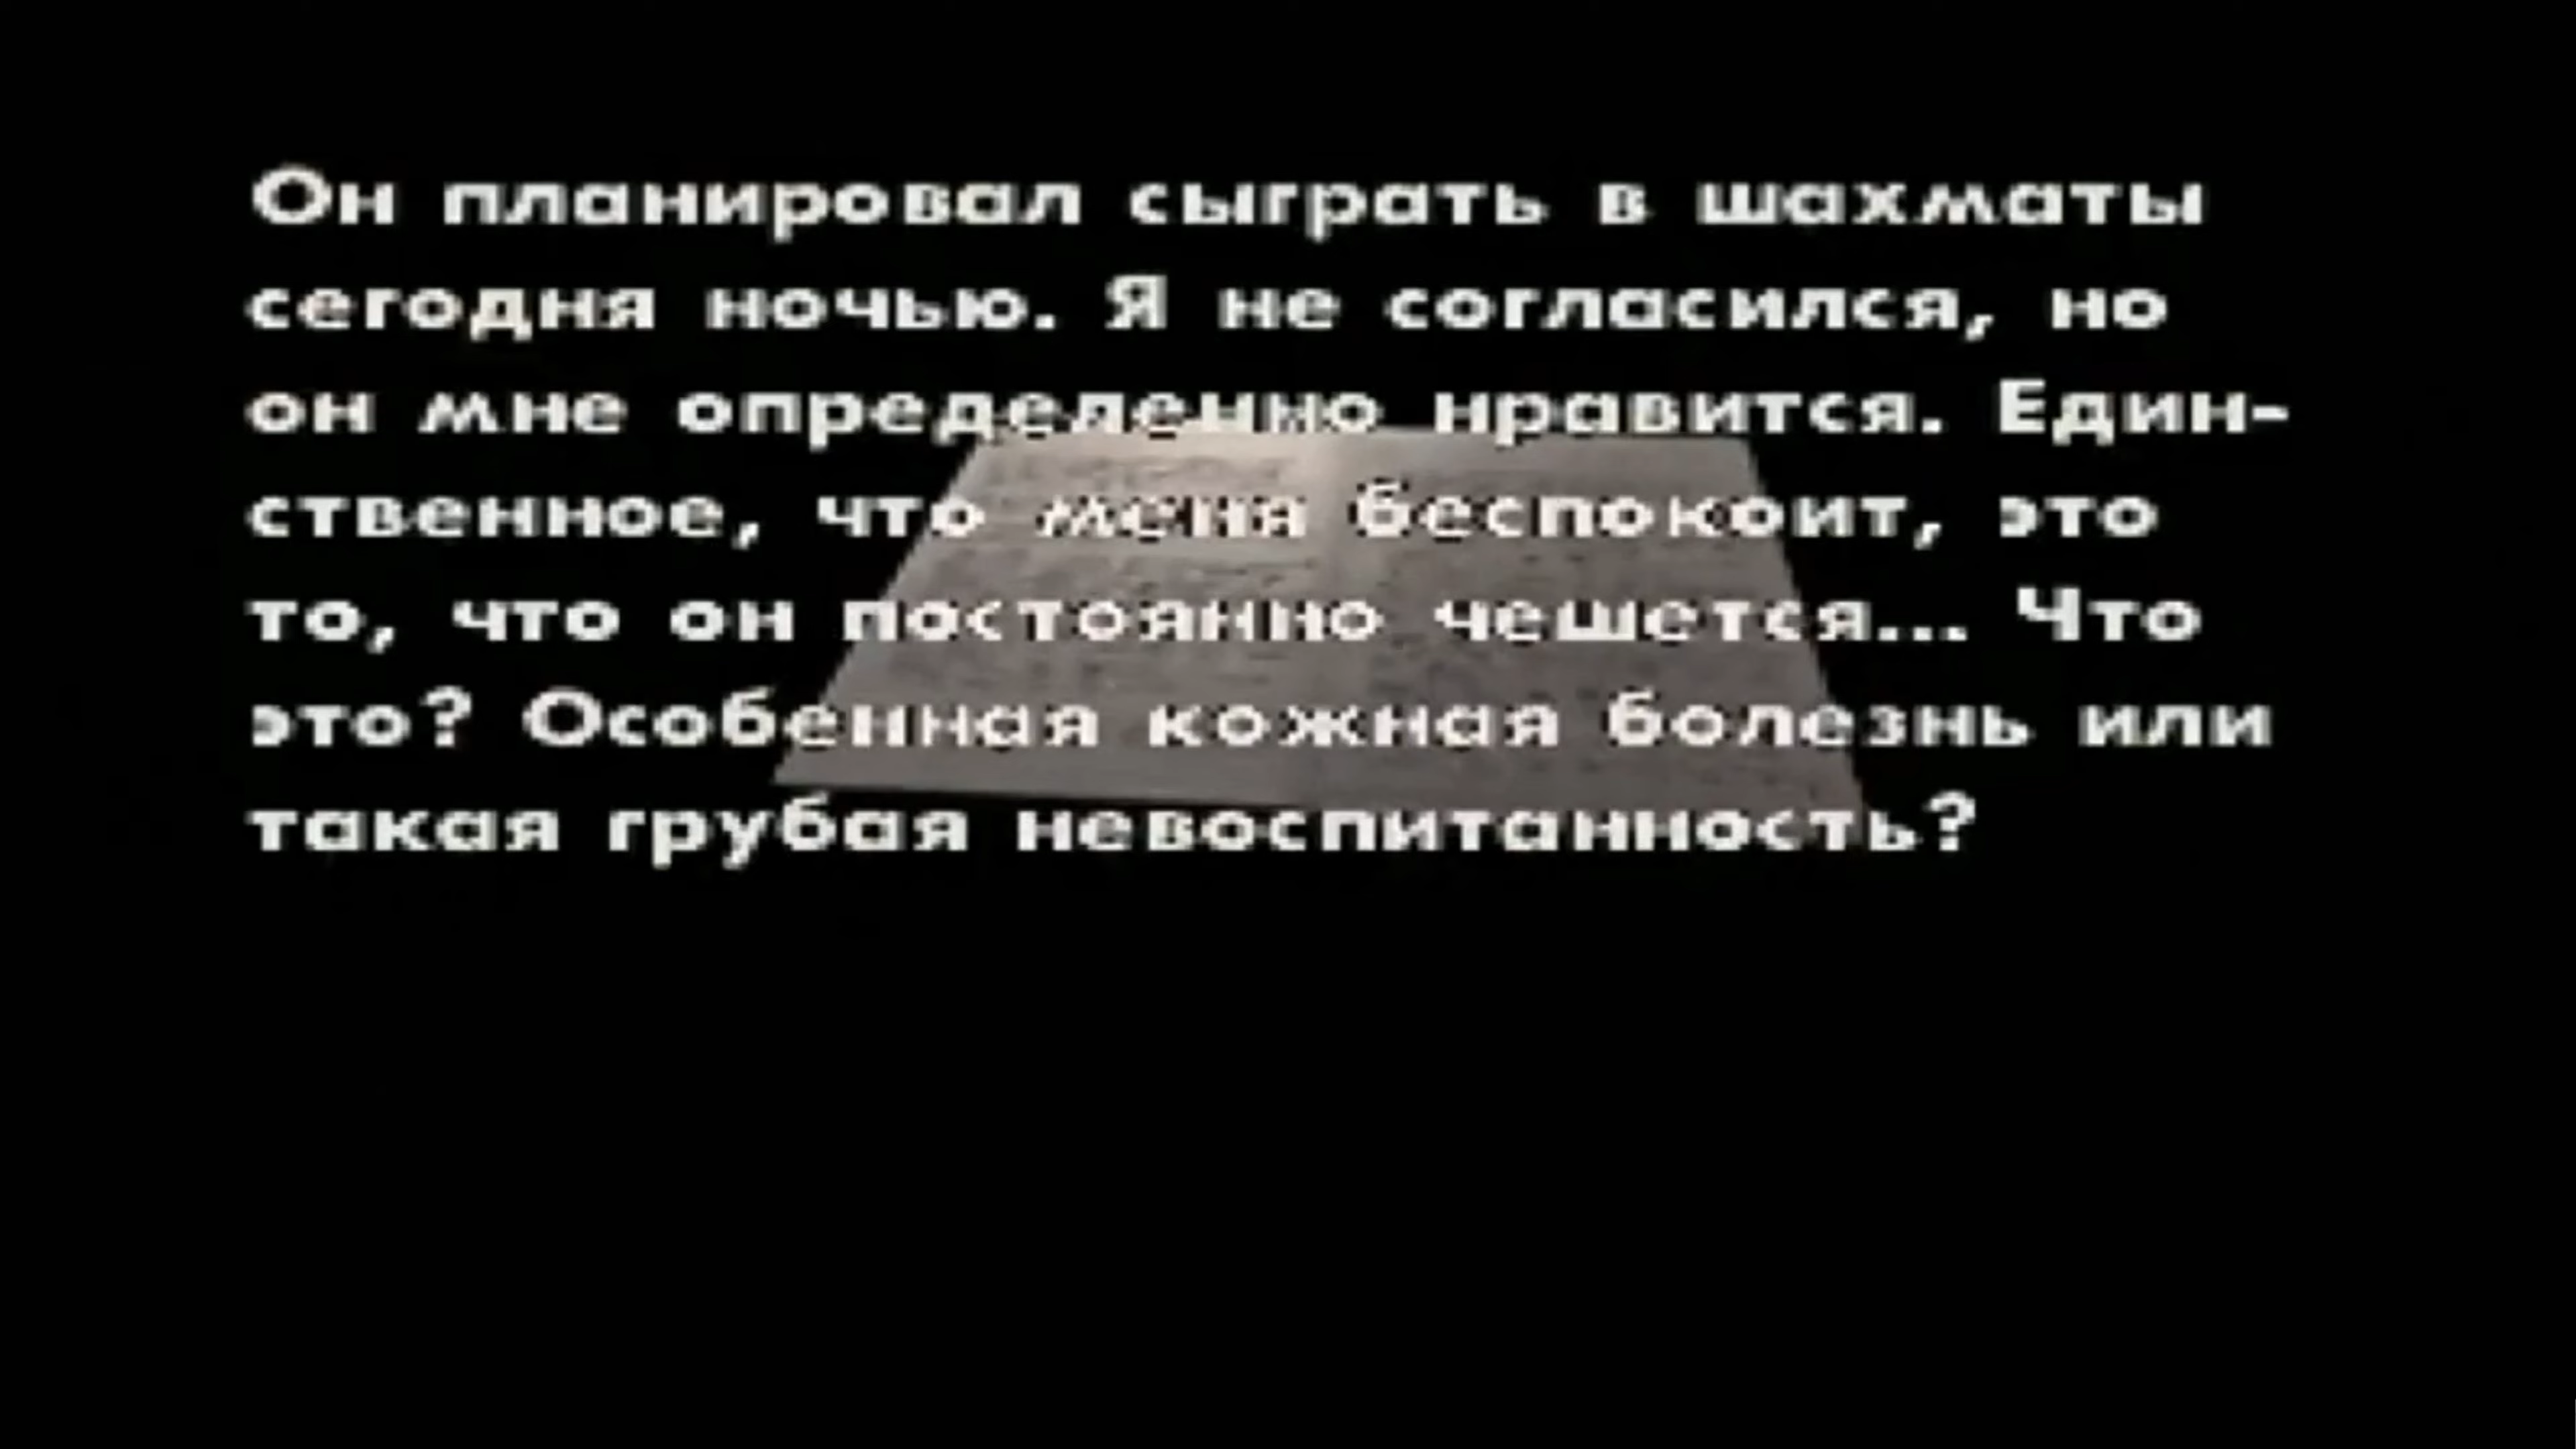 Он планировал сыграть в шахматы
сегодня ночью. Я не согласился, но
он мне определенно нравится. Един-
ственное, что меня беспокоит, это
то, что он постоянно чешется... Что
это? Особенная кожная болезнь или
такая грубая невоспитанность?